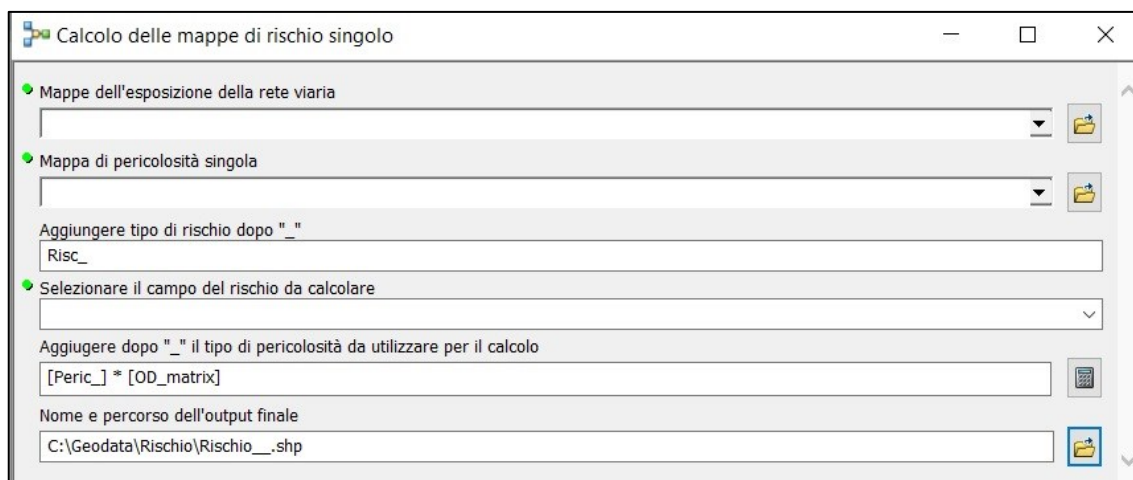 Calcolo delle mappe di rischio singolo
Mappe dell'esposizione della rete viaria
Mappa di pericolosità singola
Aggiungere tipo di rischio dopo "_"
Risc_
Selezionare il campo del rischio da calcolare
Aggiugere dopo "_" il tipo di pericolosità da utilizzare per il calcolo
[Peric_] * [OD_matrix]
Nome e percorso dell'output finale
C:\Geodata\Rischio\Rischio__.shp